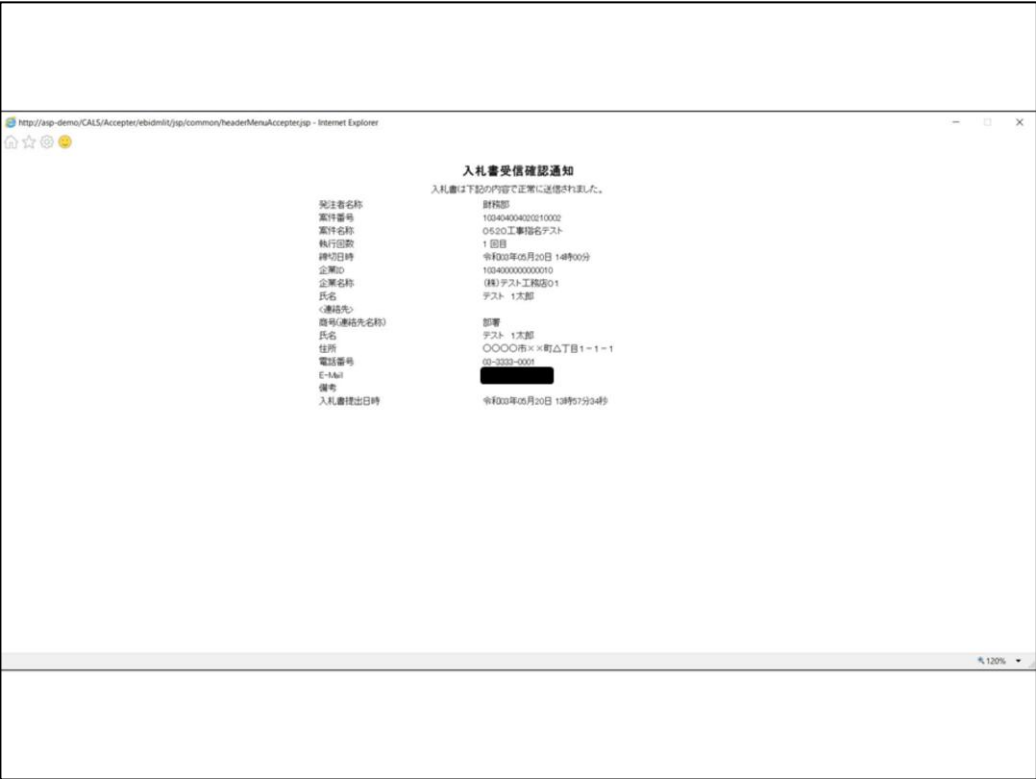 http://asp-demo/CALS/Accepter/ebidmlit/jsp/common/headerMenuAccepter.jsp - Internet Explorer
入札書受信確認通知
入札書は下記の内容で正常に送信されました。
発注者名称 財務部
案件番号 103404004020210002
案件名称 0520工事指名テスト
執行回数 1 回目
締切日時 令和03年05月20日 14時00分
企業ID 1034000000000010
企業名称 (株)テスト工務店01
氏名 テスト 1太郎
<連絡先>
商号(連絡先名称) 部署
氏名 テスト 1太郎
住所 〇〇〇〇市××町△丁目1-1-1
電話番号 03-3333-0001
E-Mail
備考
入札書提出日時 令和03年05月20日 13時57分34秒
120%